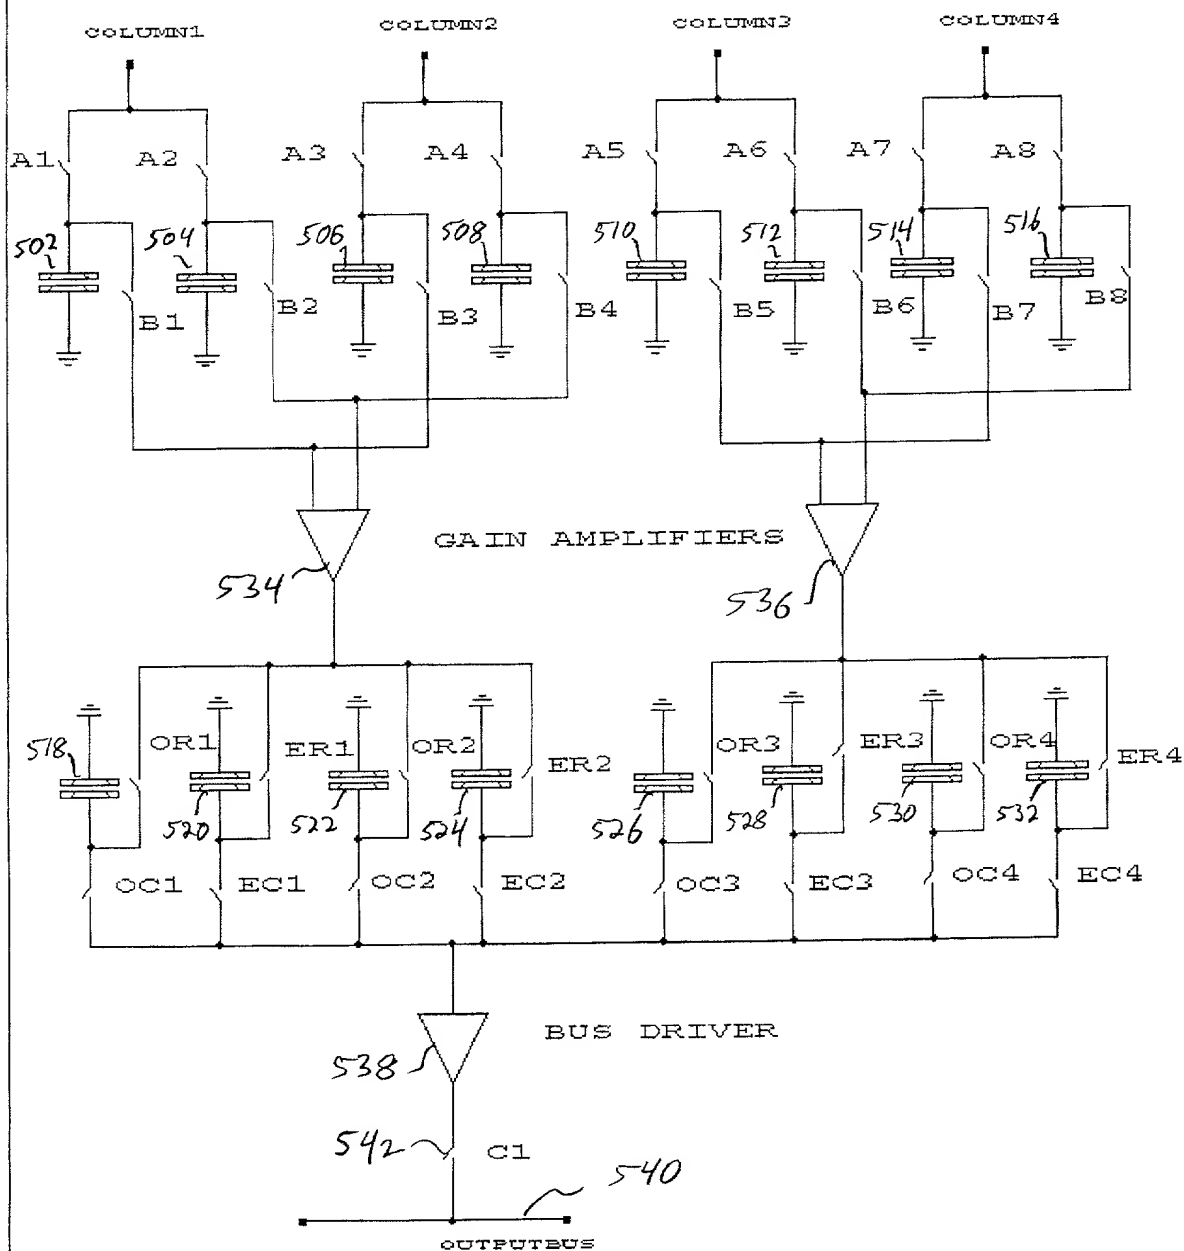 COLUMN1 COLUMN2 COLUMN3 COLUMN4
A1 A2 A3 A4 A5 A6 A7 A8
502 504 506 508 510 512 514 516
B1 B2 B3 B4 B5 B6 B7 B8
GAIN AMPLIFIERS
534 536
518 OR1 ER1 OR2 ER2 OR3 ER3 OR4 ER4
520 522 524 526 528 530 532
OC1 EC1 OC2 EC2 OC3 EC3 OC4 EC4
BUS DRIVER
538
542 C1
540
OUTPUTBUS